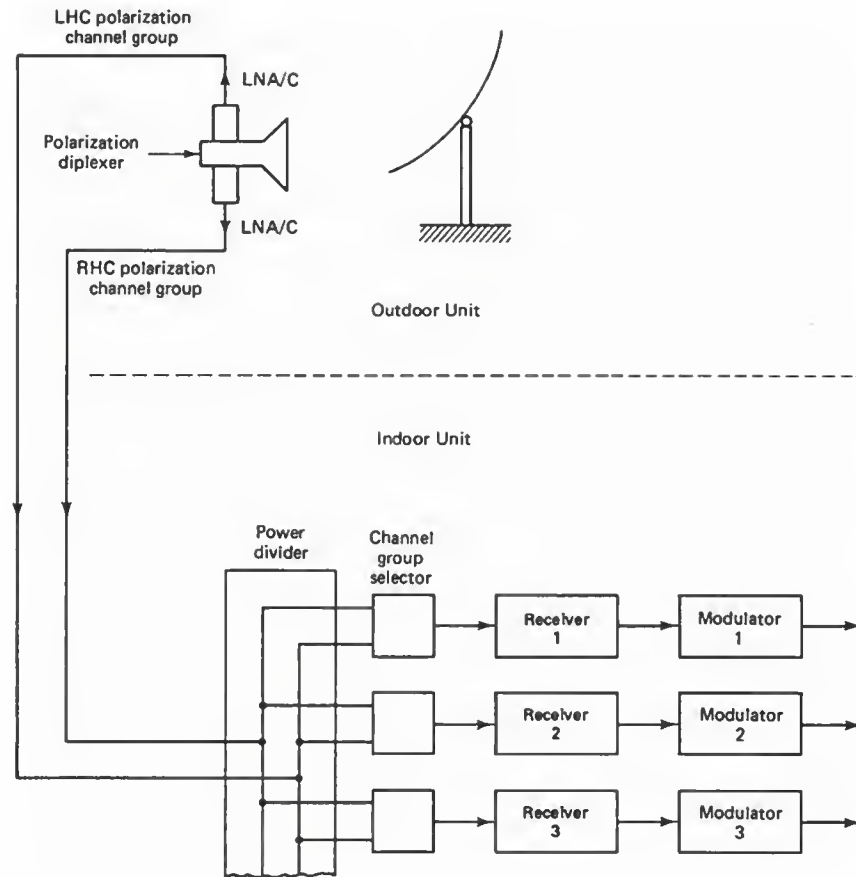 LHC polarization
channel group
LNA/C
Polarization
diplexer
LNA/C
RHC polarization
channel group
Outdoor Unit
Indoor Unit
Power
divider
Channel
group
selector
Receiver
1
Modulator
1
Receiver
2
Modulator
2
Receiver
3
Modulator
3